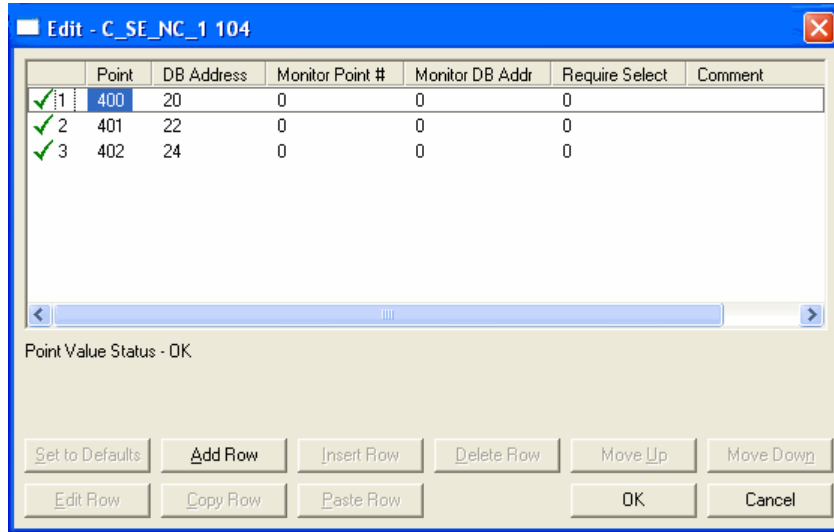 Edit - C_SE_NC_1 104
Point DB Address Monitor Point # Monitor DB Addr Require Select Comment
1 400 20 0 0 0
2 401 22 0 0 0
3 402 24 0 0 0
Point Value Status - OK
Set to Defaults Add Row Insert Row Delete Row Move Up Move Down
Edit Row Copy Row Paste Row OK Cancel